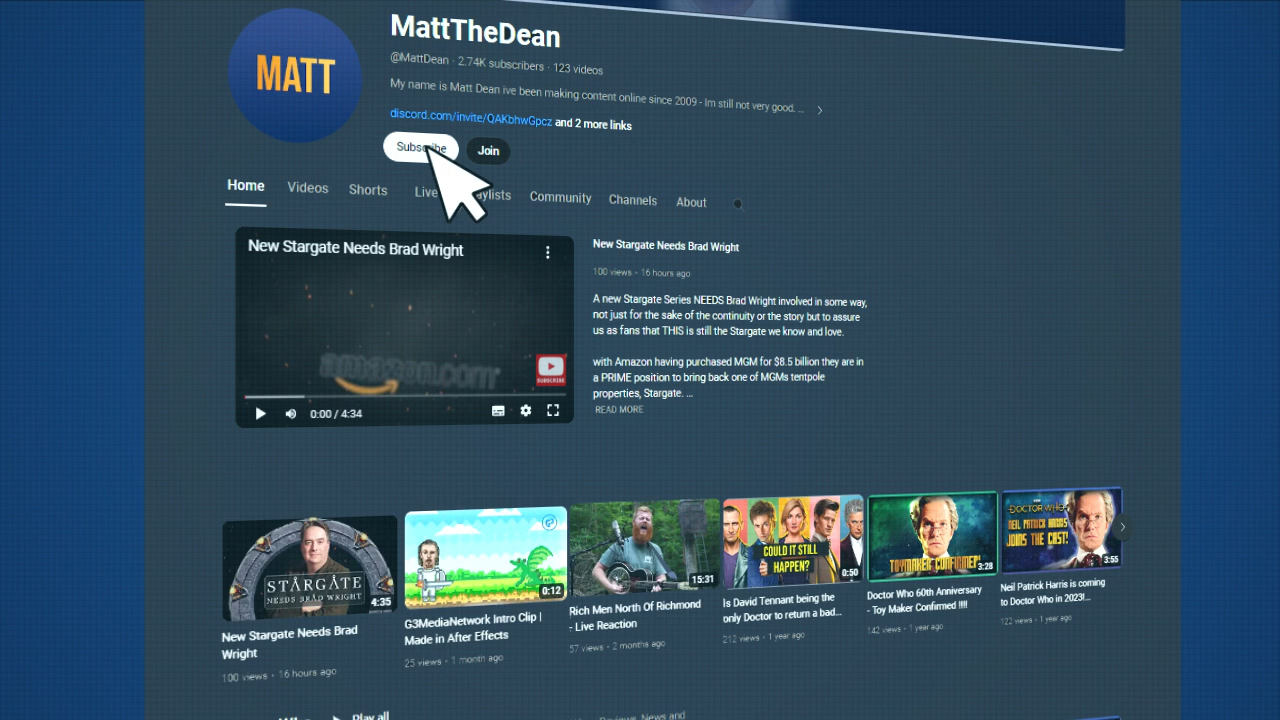 MATT
MattTheDean
@MattDean · 2.74K subscribers · 123 videos
My name is Matt Dean ive been making content online since 2009 - Im still not very good. ...
discord.com/invite/QAKbhwGpcz and 2 more links
Subscribe Join
Home Videos Shorts Live Playlists Community Channels About
New Stargate Needs Brad Wright
amazon.com
SUBSCRIBE
0:00 / 4:34
New Stargate Needs Brad Wright
100 views · 16 hours ago
A new Stargate Series NEEDS Brad Wright involved in some way,
not just for the sake of the continuity or the story but to assure
us as fans that THIS is still the Stargate we know and love.
with Amazon having purchased MGM for $8.5 billion they are in
a PRIME position to bring back one of MGMs tentpole
properties, Stargate. ...
READ MORE
STARGATE
NEEDS BRAD WRIGHT
4:35
New Stargate Needs Brad
Wright
100 views · 16 hours ago
0:12
G3MediaNetwork Intro Clip |
Made in After Effects
25 views · 1 month ago
15:31
Rich Men North Of Richmond
- Live Reaction
57 views · 2 months ago
COULD IT STILL
HAPPEN?
0:50
Is David Tennant being the
only Doctor to return a bad...
212 views · 1 year ago
TOYMAKER CONFIRMED!
3:28
Doctor Who 60th Anniversary
- Toy Maker Confirmed !!!!
142 views · 1 year ago
DOCTOR WHO
NEIL PATRICK HARRIS
JOINS THE CAST!
3:55
Neil Patrick Harris is coming
to Doctor Who in 2023!...
122 views · 1 year ago
Play all
Reviews, News and